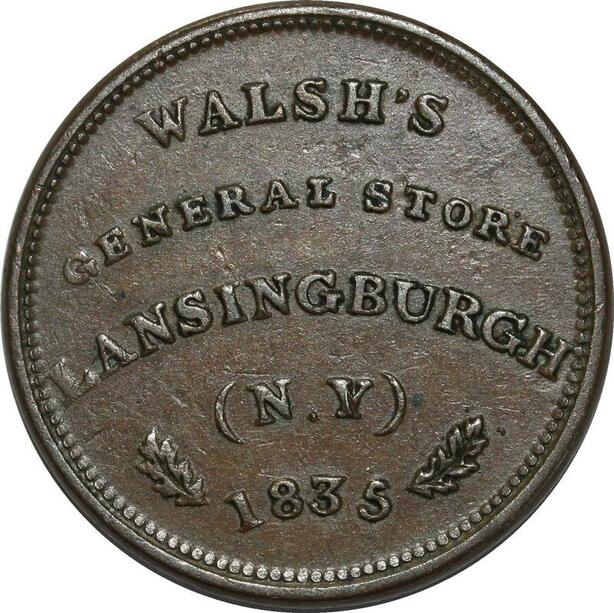 WALSH'S
GENERAL STORE
LANSINGBURGH
(N.Y)
1835